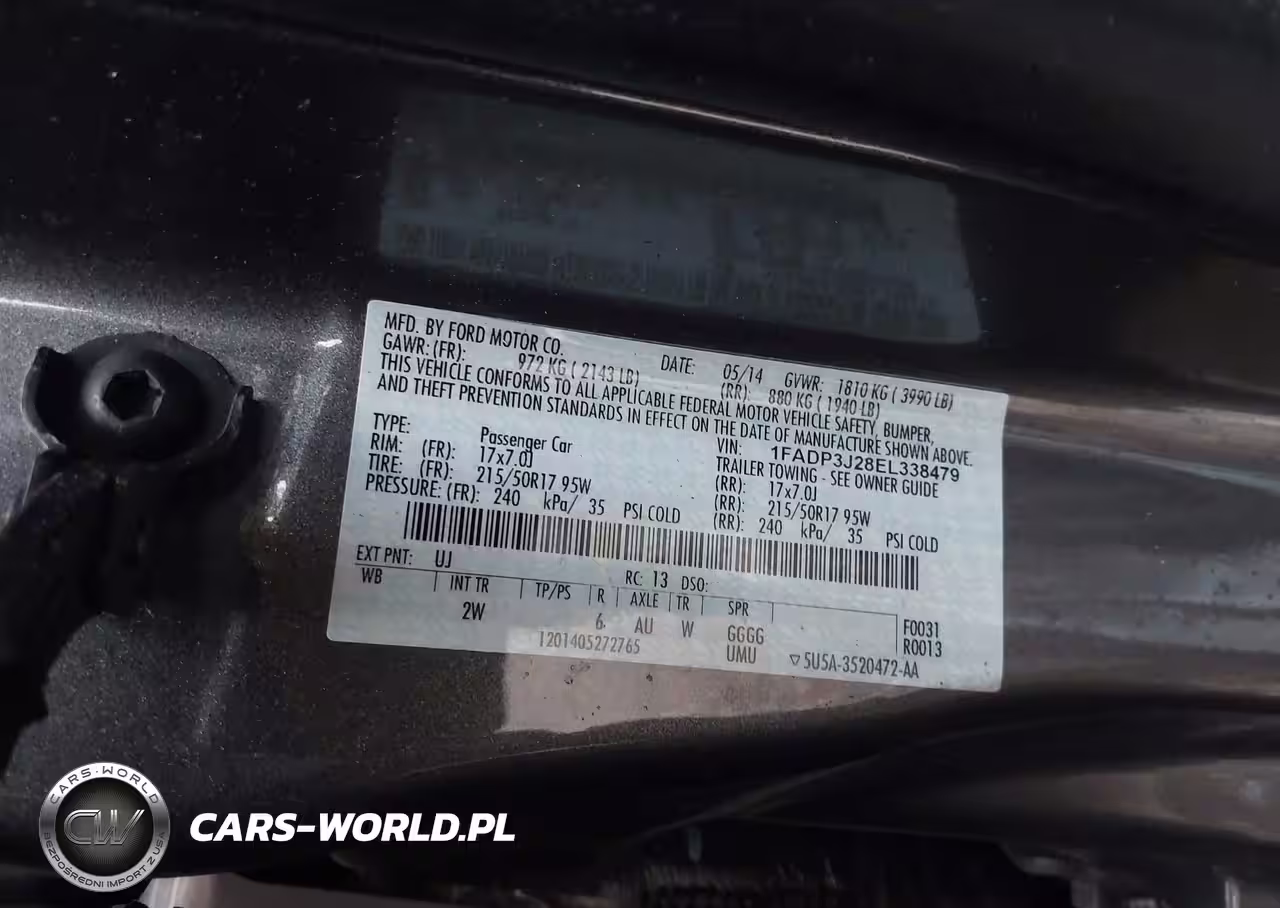 MFD. BY FORD MOTOR CO.
DATE: 05/14 GVWR: 1810 KG ( 3990 LB)
GAWR: (FR): 972 KG ( 2143 LB) (RR): 880 KG ( 1940 LB)
THIS VEHICLE CONFORMS TO ALL APPLICABLE FEDERAL MOTOR VEHICLE SAFETY, BUMPER,
AND THEFT PREVENTION STANDARDS IN EFFECT ON THE DATE OF MANUFACTURE SHOWN ABOVE.
VIN: 1FADP3J28EL338479
TYPE: Passenger Car TRAILER TOWING - SEE OWNER GUIDE
RIM: (FR): 17x7.0J (RR): 17x7.0J
TIRE: (FR): 215/50R17 95W (RR): 215/50R17 95W
PRESSURE: (FR): 240 kPa/ 35 PSI COLD (RR): 240 kPa/ 35 PSI COLD
EXT PNT: UJ RC: 13 DSO:
WB INT TR TP/PS R AXLE TR SPR
2W 6. AU W GGGG F0031
1201405272765 UMU R0013
▽5U5A-3520472-AA
CARS-WORLD
CW
BEZPOŚREDNI IMPORT Z USA
CARS-WORLD.PL